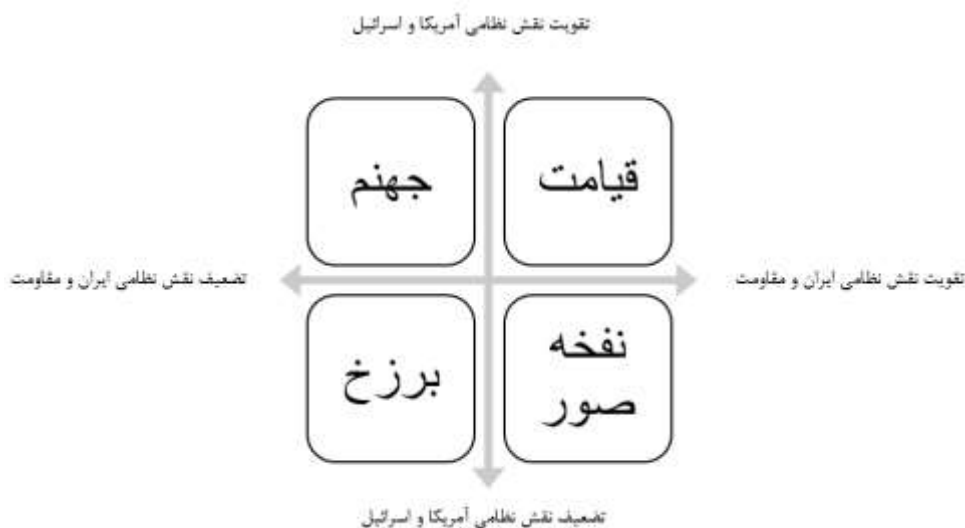 تقویت نقش نظامی آمریکا و اسرائیل
قیامت
جهنم
تقویت نقش نظامی ایران و مقاومت
تضعیف نقش نظامی ایران و مقاومت
نفخه
صور
برزخ
تضعیف نقش نظامی آمریکا و اسرائیل